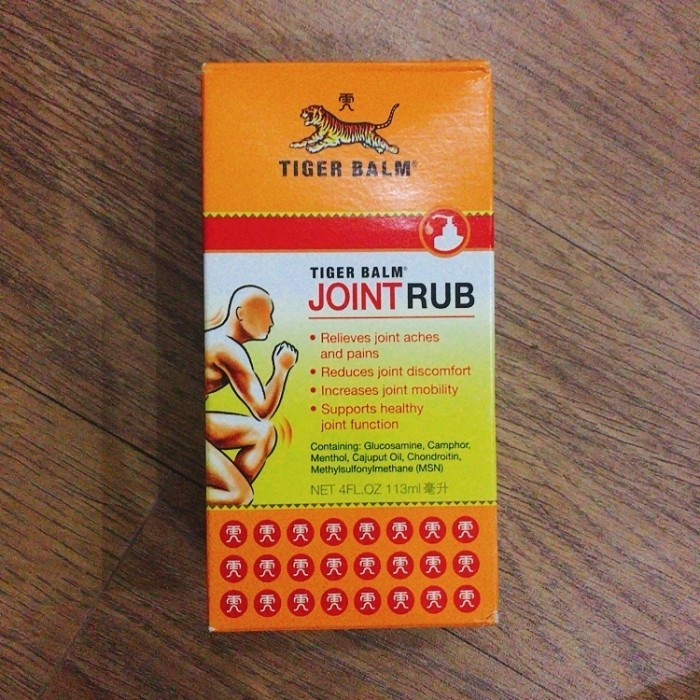 TIGER BALM®
TIGER BALM®
JOINT RUB
• Relieves joint aches
and pains
• Reduces joint discomfort
• Increases joint mobility
• Supports healthy
joint function
Containing: Glucosamine, Camphor,
Menthol, Cajuput Oil, Chondroitin,
Methylsulfonylmethane (MSN)
NET 4FL.OZ 113ml 毫升